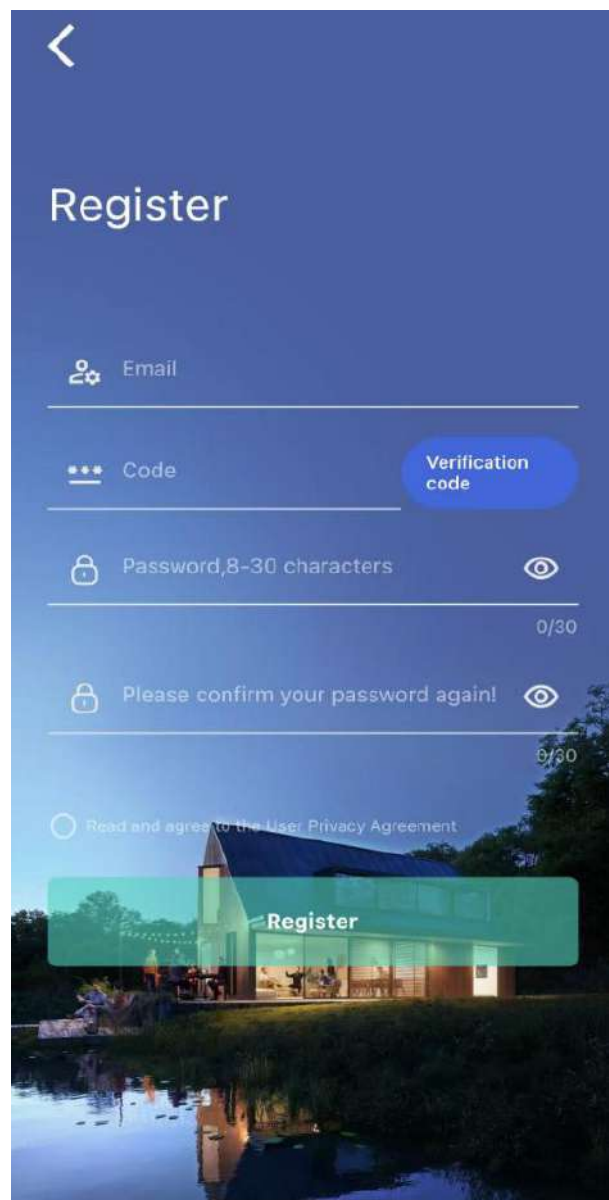 Register
Email
Code
Verification
code
Password,8-30 characters
0/30
Please confirm your password again!
0/30
Read and agree to the User Privacy Agreement
Register